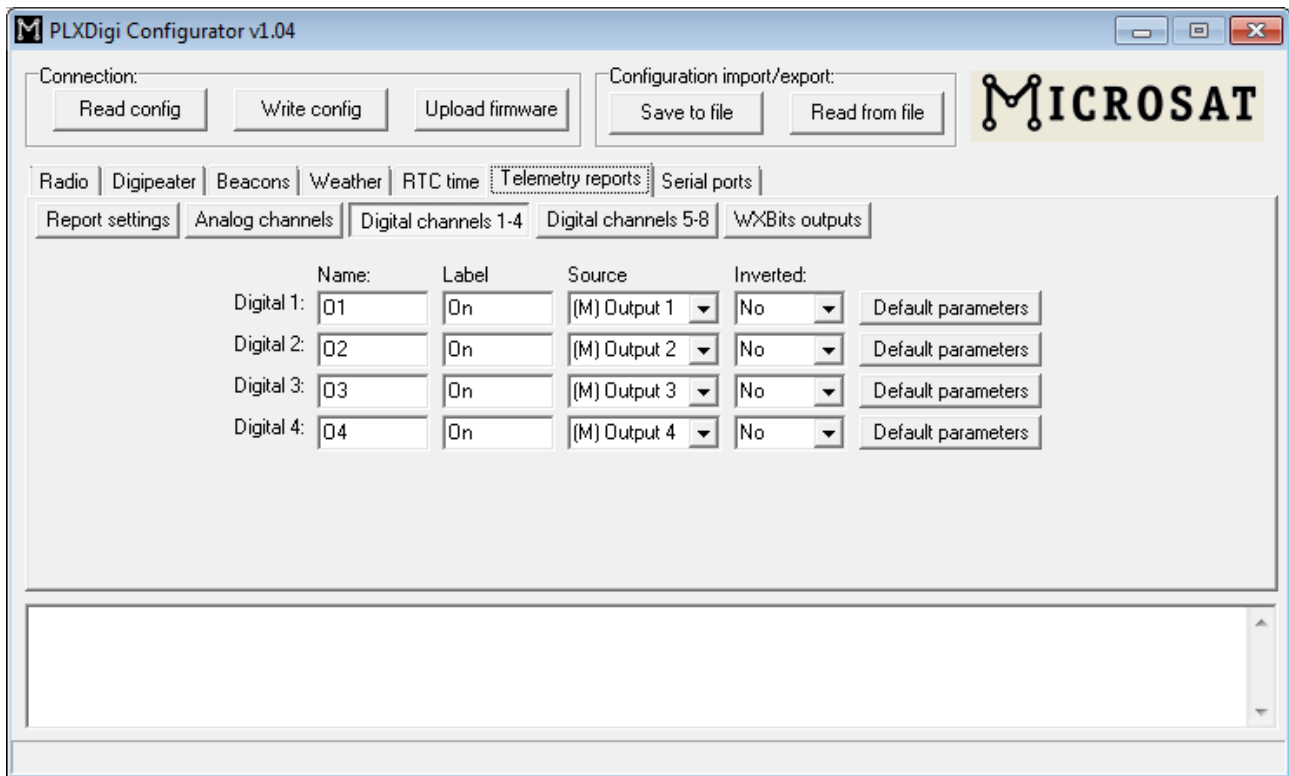 PLXDigi Configurator v1.04
Connection: Configuration import/export:
Read config Write config Upload firmware Save to file Read from file MICROSAT
Radio Digipeater Beacons Weather RTC time Telemetry reports Serial ports
Report settings Analog channels Digital channels 1-4 Digital channels 5-8 WXBits outputs
Name: Label Source Inverted:
Digital 1: O1 On (M) Output 1 No Default parameters
Digital 2: O2 On (M) Output 2 No Default parameters
Digital 3: O3 On (M) Output 3 No Default parameters
Digital 4: O4 On (M) Output 4 No Default parameters